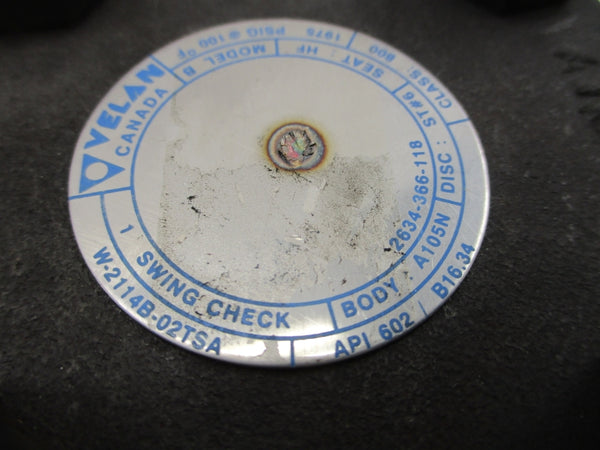 VELAN
CANADA
1975 PSIG @ 100 °F
CLASS: 800
MODEL B
SEAT: HF
DISC: ST#6
2634-366-118
BODY A105N
1 SWING CHECK
W-2114B-02TSA
API 602 / B16.34